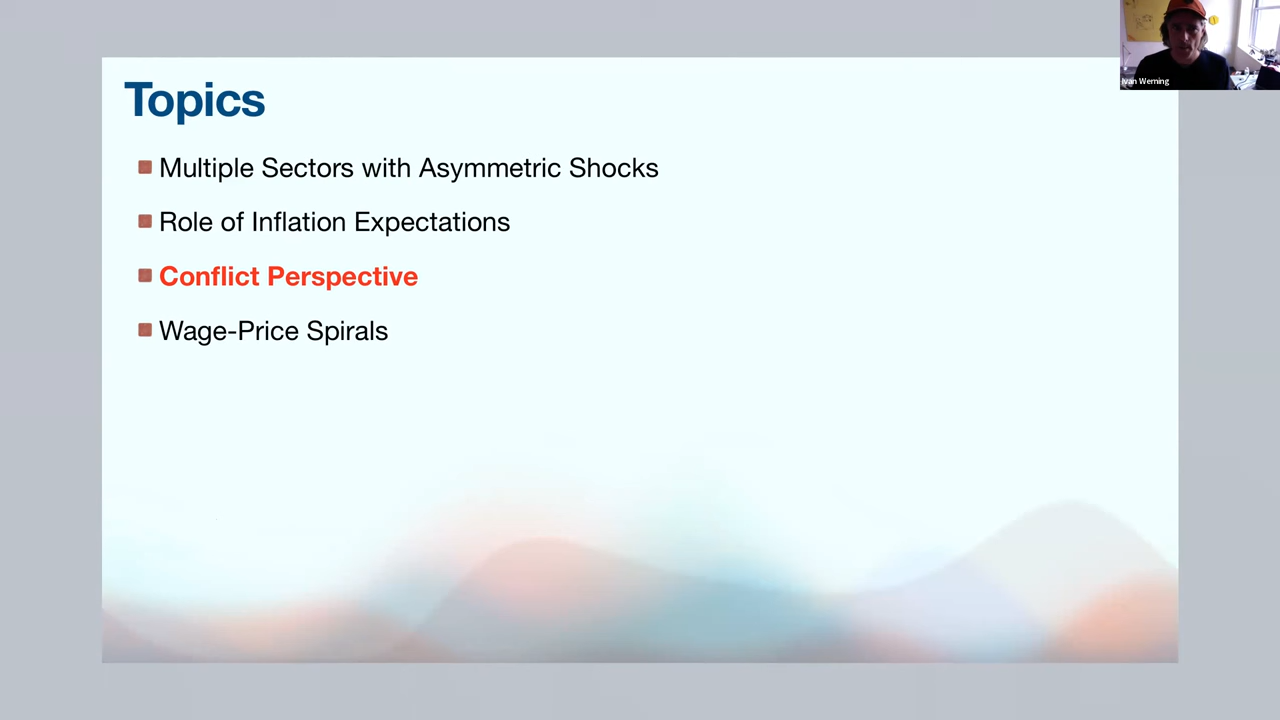 Topics
Multiple Sectors with Asymmetric Shocks
Role of Inflation Expectations
Conflict Perspective
Wage-Price Spirals
Ivan Werning